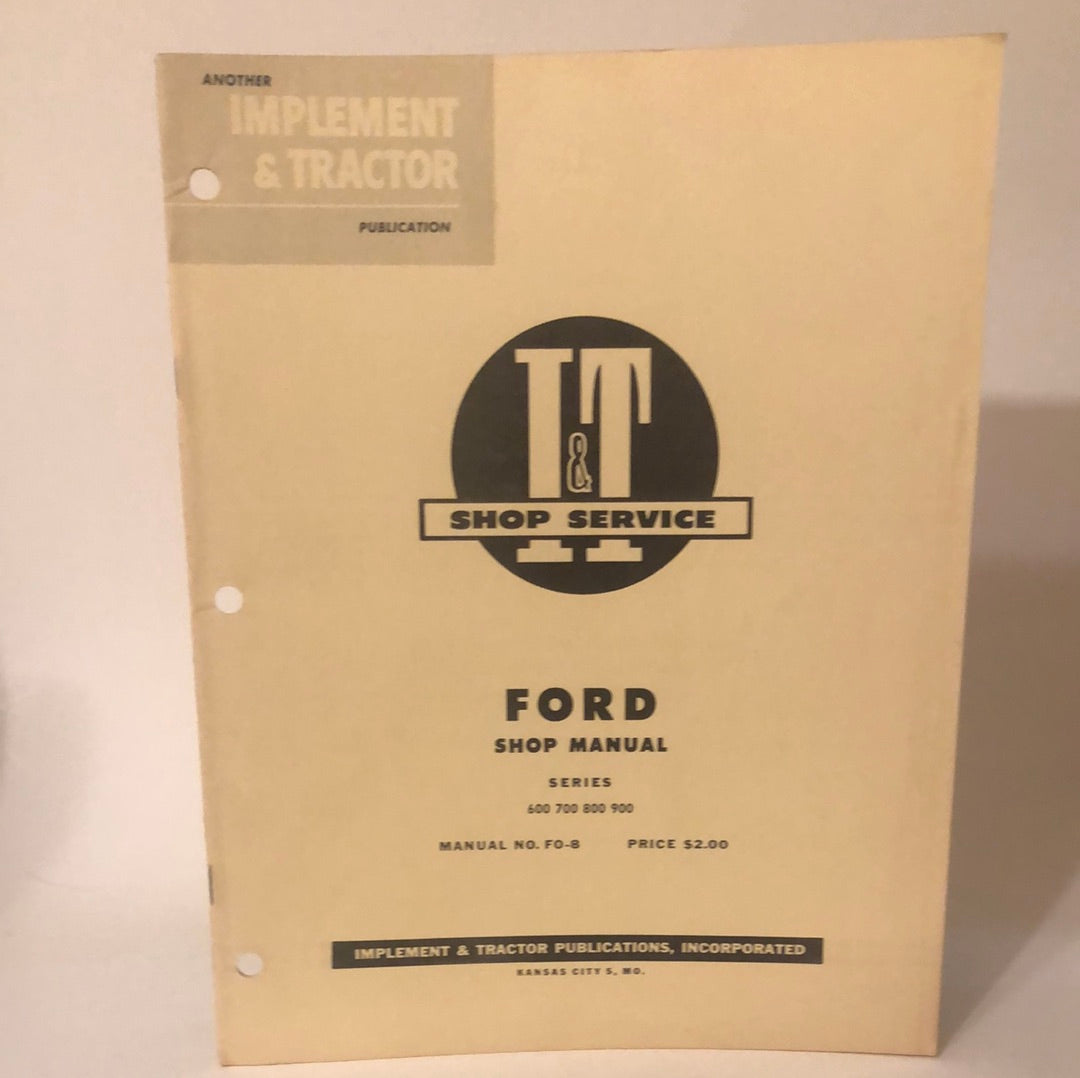 ANOTHER
IMPLEMENT
& TRACTOR
PUBLICATION
I&T
SHOP SERVICE
FORD
SHOP MANUAL
SERIES
600 700 800 900
MANUAL NO. FO-8 PRICE $2.00
IMPLEMENT & TRACTOR PUBLICATIONS, INCORPORATED
KANSAS CITY 5, MO.